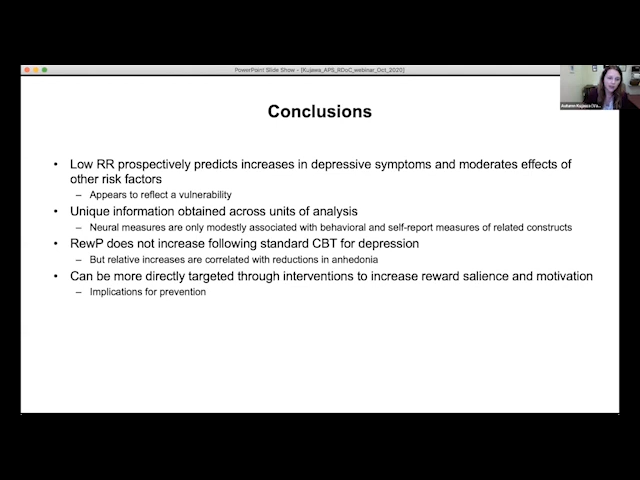 PowerPoint Slide Show - [Kujawa_APS_RDoC_webinar_Oct_2020]
Autumn Kujawa (Va...
Conclusions
• Low RR prospectively predicts increases in depressive symptoms and moderates effects of
other risk factors
– Appears to reflect a vulnerability
• Unique information obtained across units of analysis
– Neural measures are only modestly associated with behavioral and self-report measures of related constructs
• RewP does not increase following standard CBT for depression
– But relative increases are correlated with reductions in anhedonia
• Can be more directly targeted through interventions to increase reward salience and motivation
– Implications for prevention